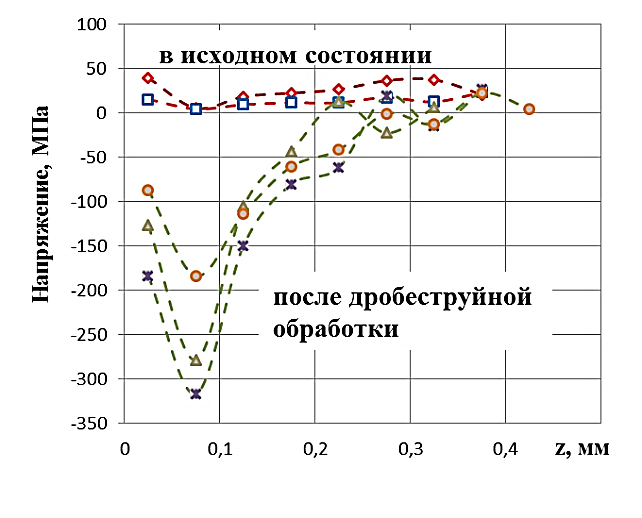 100
в исходном состоянии
50
0
-50
-100
-150
-200
-250
-300
-350
Напряжение, МПа
после дробеструйной
обработки
0 0,1 0,2 0,3 0,4 z, мм